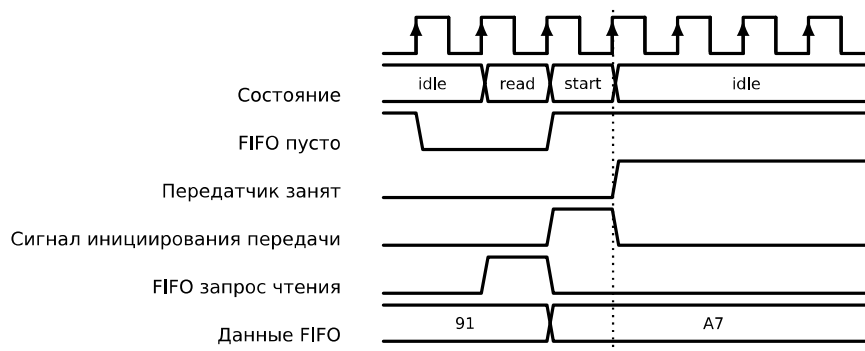 Состояние idle read start idle
FIFO пусто
Передатчик занят
Сигнал инициирования передачи
FIFO запрос чтения
Данные FIFO 91 A7